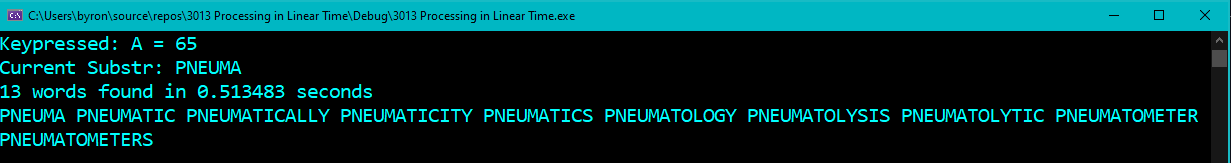 C:\Users\byron\source\repos\3013 Processing in Linear Time\Debug\3013 Processing in Linear Time.exe
Keypressed: A = 65
Current Substr: PNEUMA
13 words found in 0.513483 seconds
PNEUMA PNEUMATIC PNEUMATICALLY PNEUMATICITY PNEUMATICS PNEUMATOLOGY PNEUMATOLYSIS PNEUMATOLYTIC PNEUMATOMETER
PNEUMATOMETERS